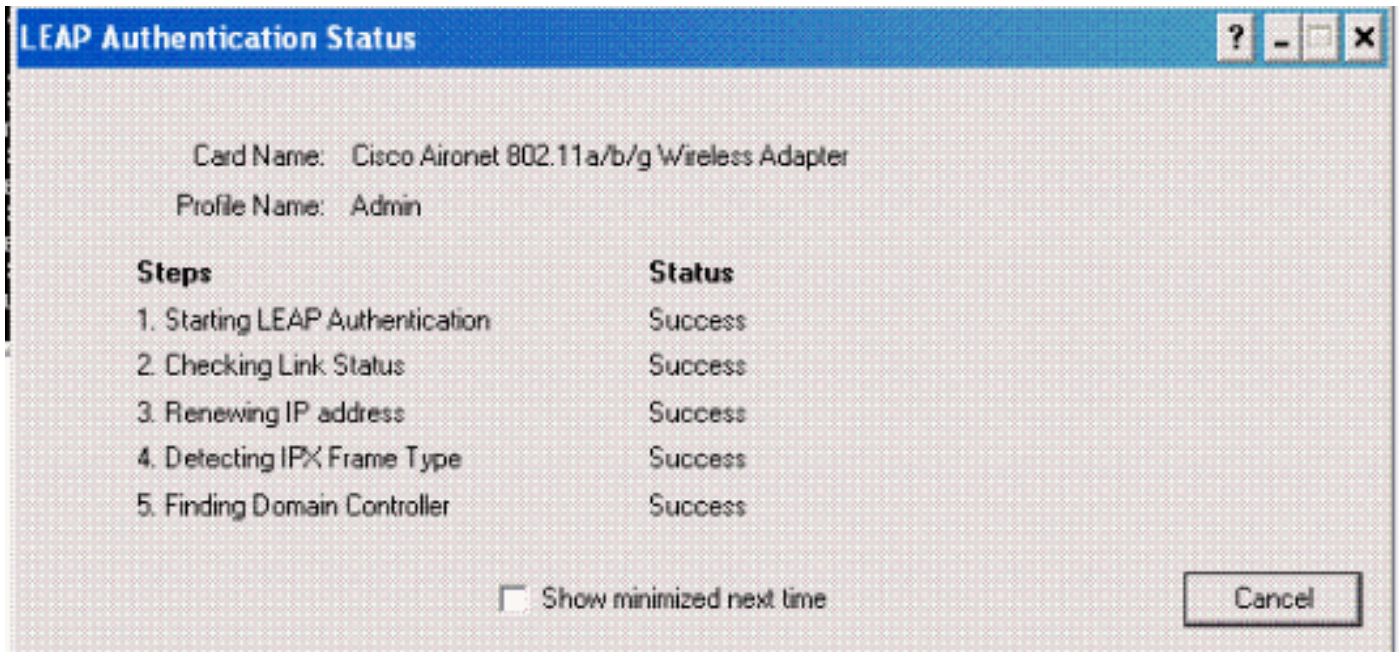 LEAP Authentication Status
Card Name: Cisco Aironet 802.11a/b/g Wireless Adapter
Profile Name: Admin
Steps Status
1. Starting LEAP Authentication Success
2. Checking Link Status Success
3. Renewing IP address Success
4. Detecting IPX Frame Type Success
5. Finding Domain Controller Success
Show minimized next time Cancel